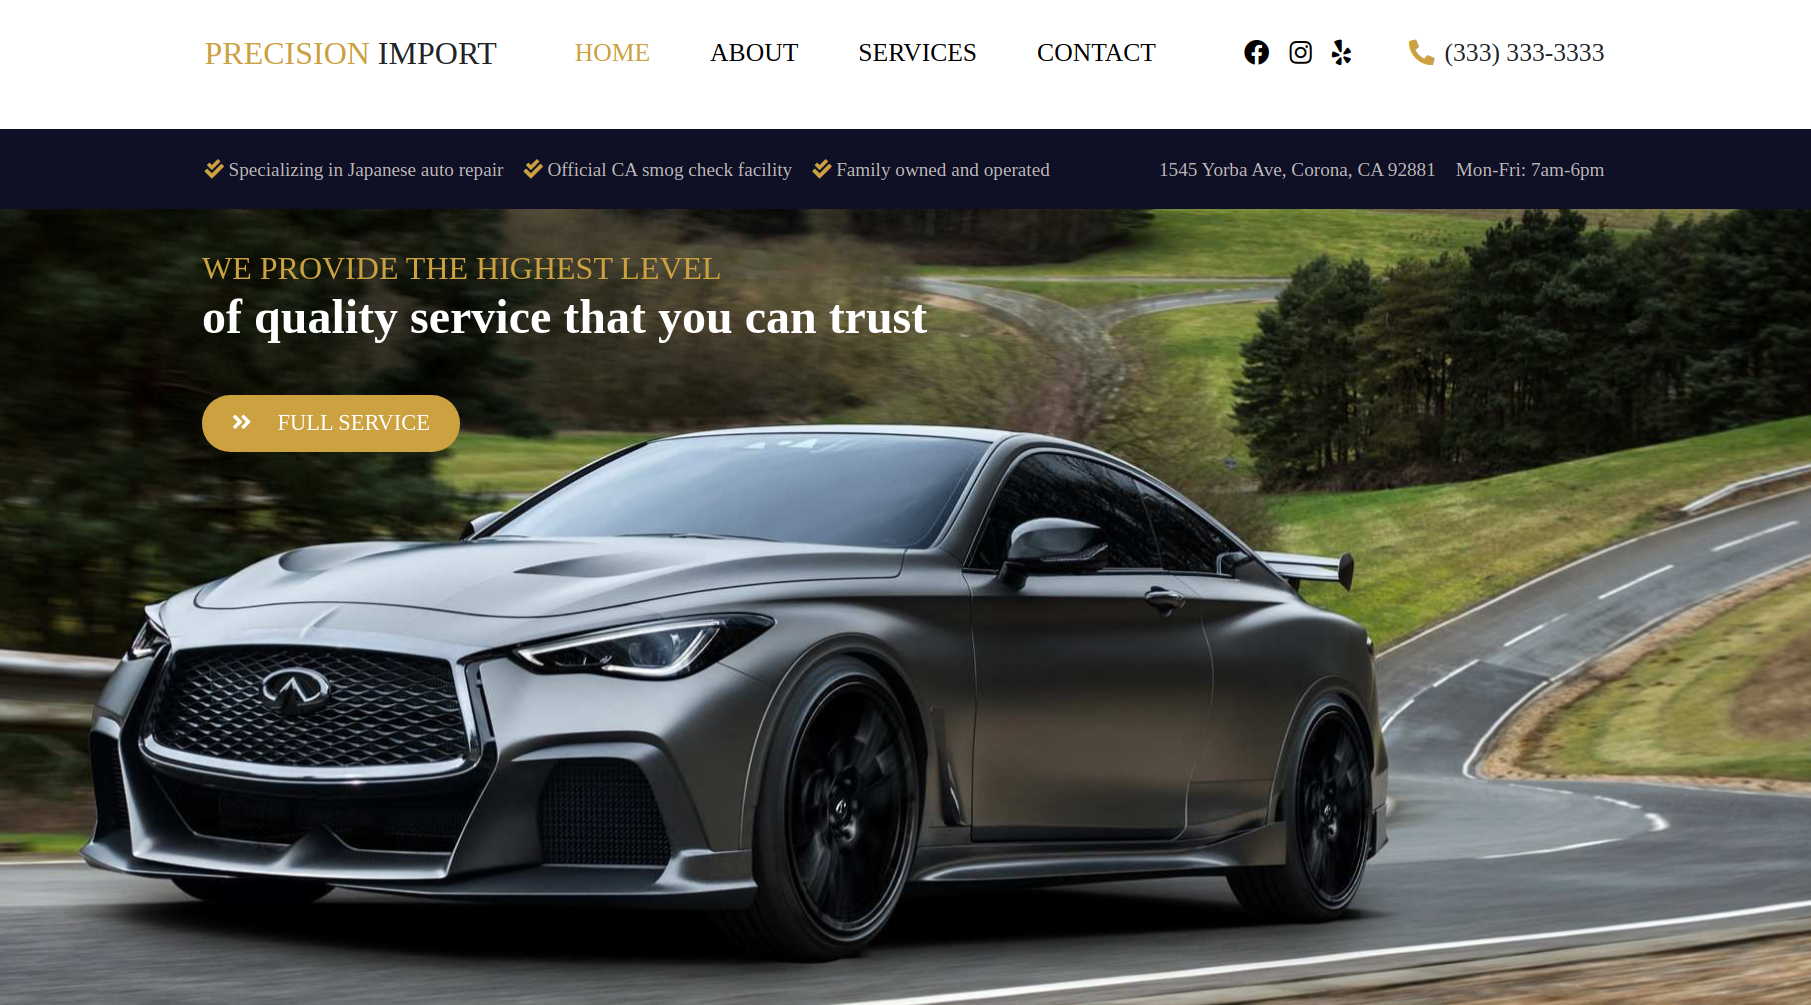 PRECISION IMPORT
HOME
ABOUT
SERVICES
CONTACT
(333) 333-3333
Specializing in Japanese auto repair
Official CA smog check facility
Family owned and operated
1545 Yorba Ave, Corona, CA 92881
Mon-Fri: 7am-6pm
WE PROVIDE THE HIGHEST LEVEL
of quality service that you can trust
FULL SERVICE